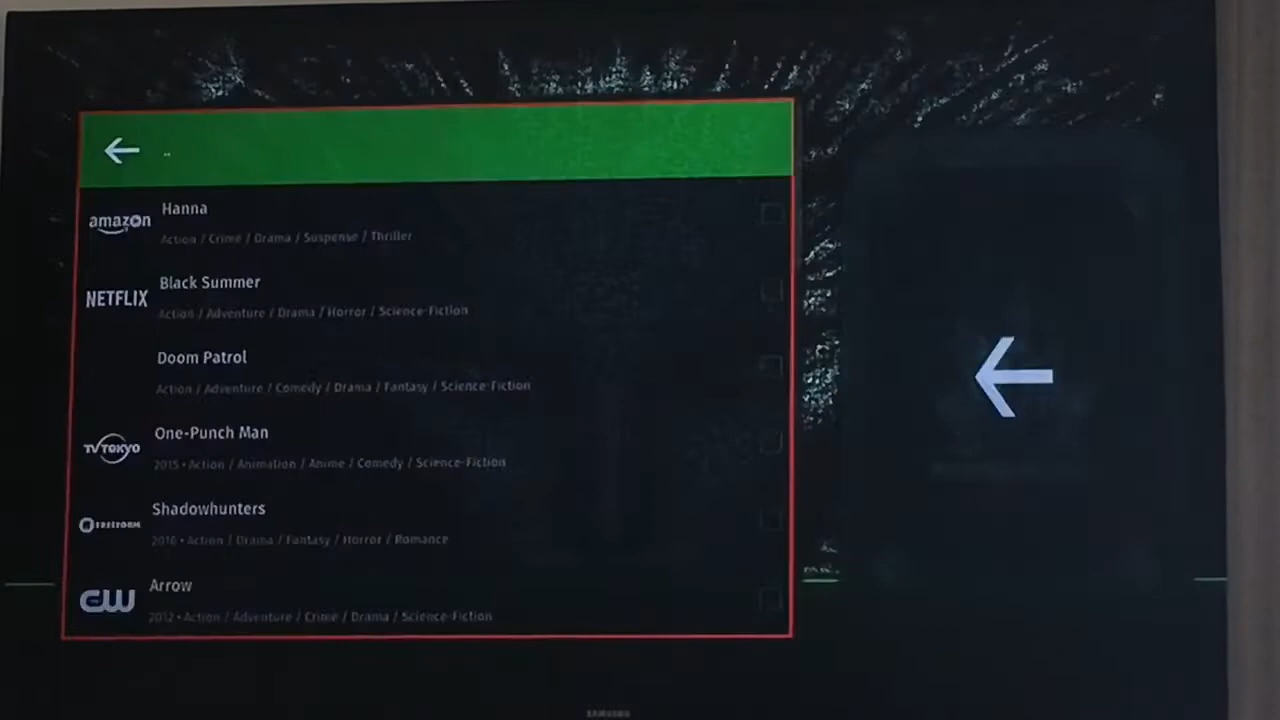 ..
Hanna
amazon
Action / Crime / Drama / Suspense / Thriller
Black Summer
NETFLIX
Action / Adventure / Drama / Horror / Science-Fiction
Doom Patrol
Action / Adventure / Comedy / Drama / Fantasy / Science-Fiction
One-Punch Man
TV TOKYO
2015 • Action / Animation / Anime / Comedy / Science-Fiction
Shadowhunters
FREEFORM
2016 • Action / Drama / Fantasy / Horror / Romance
Arrow
CW
2012 • Action / Adventure / Crime / Drama / Science-Fiction
SAMSUNG